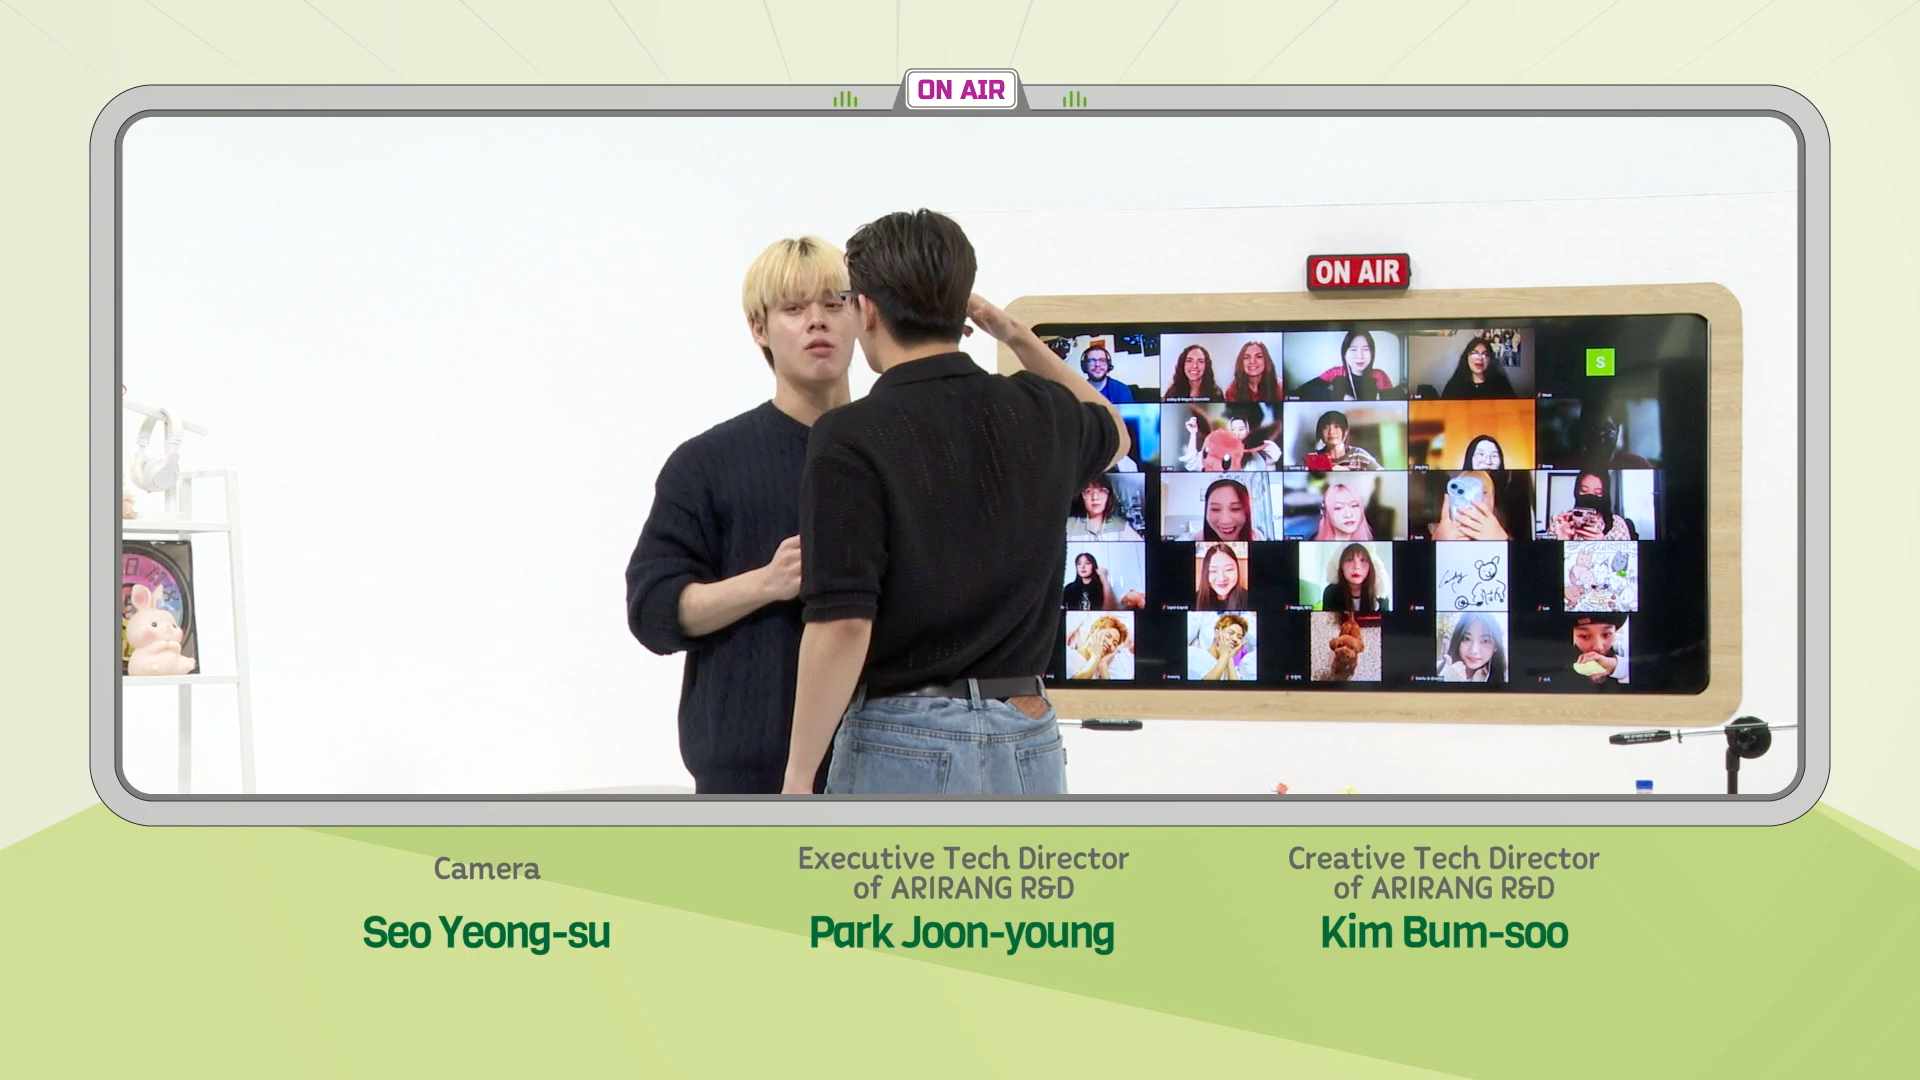 ON AIR
ON AIR
S
Camera
Seo Yeong-su
Executive Tech Director
of ARIRANG R&D
Park Joon-young
Creative Tech Director
of ARIRANG R&D
Kim Bum-soo